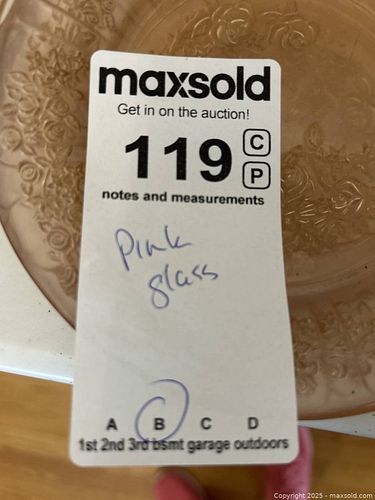 maxsold
Get in on the auction!
119 C
P
notes and measurements
Pink
glass
A B C D
1st 2nd 3rd bsmt garage outdoors
Copyright 2025 - maxsold.com